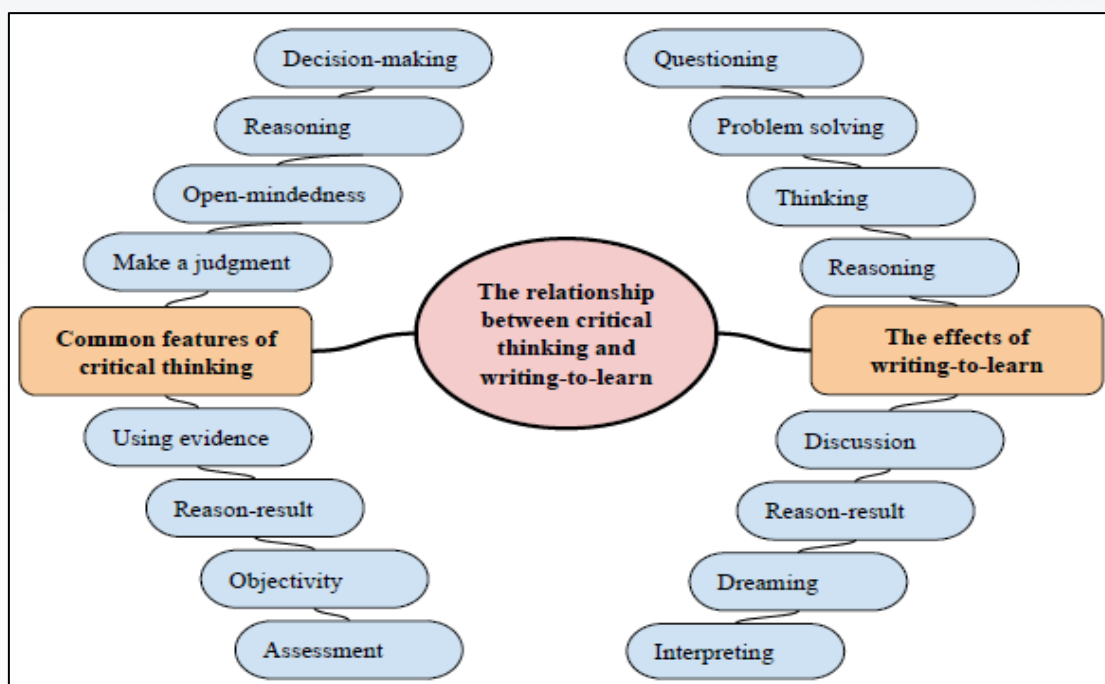 Decision-making
Reasoning
Open-mindedness
Make a judgment
Common features of
critical thinking
Using evidence
Reason-result
Objectivity
Assessment
The relationship
between critical
thinking and
writing-to-learn
Questioning
Problem solving
Thinking
Reasoning
The effects of
writing-to-learn
Discussion
Reason-result
Dreaming
Interpreting